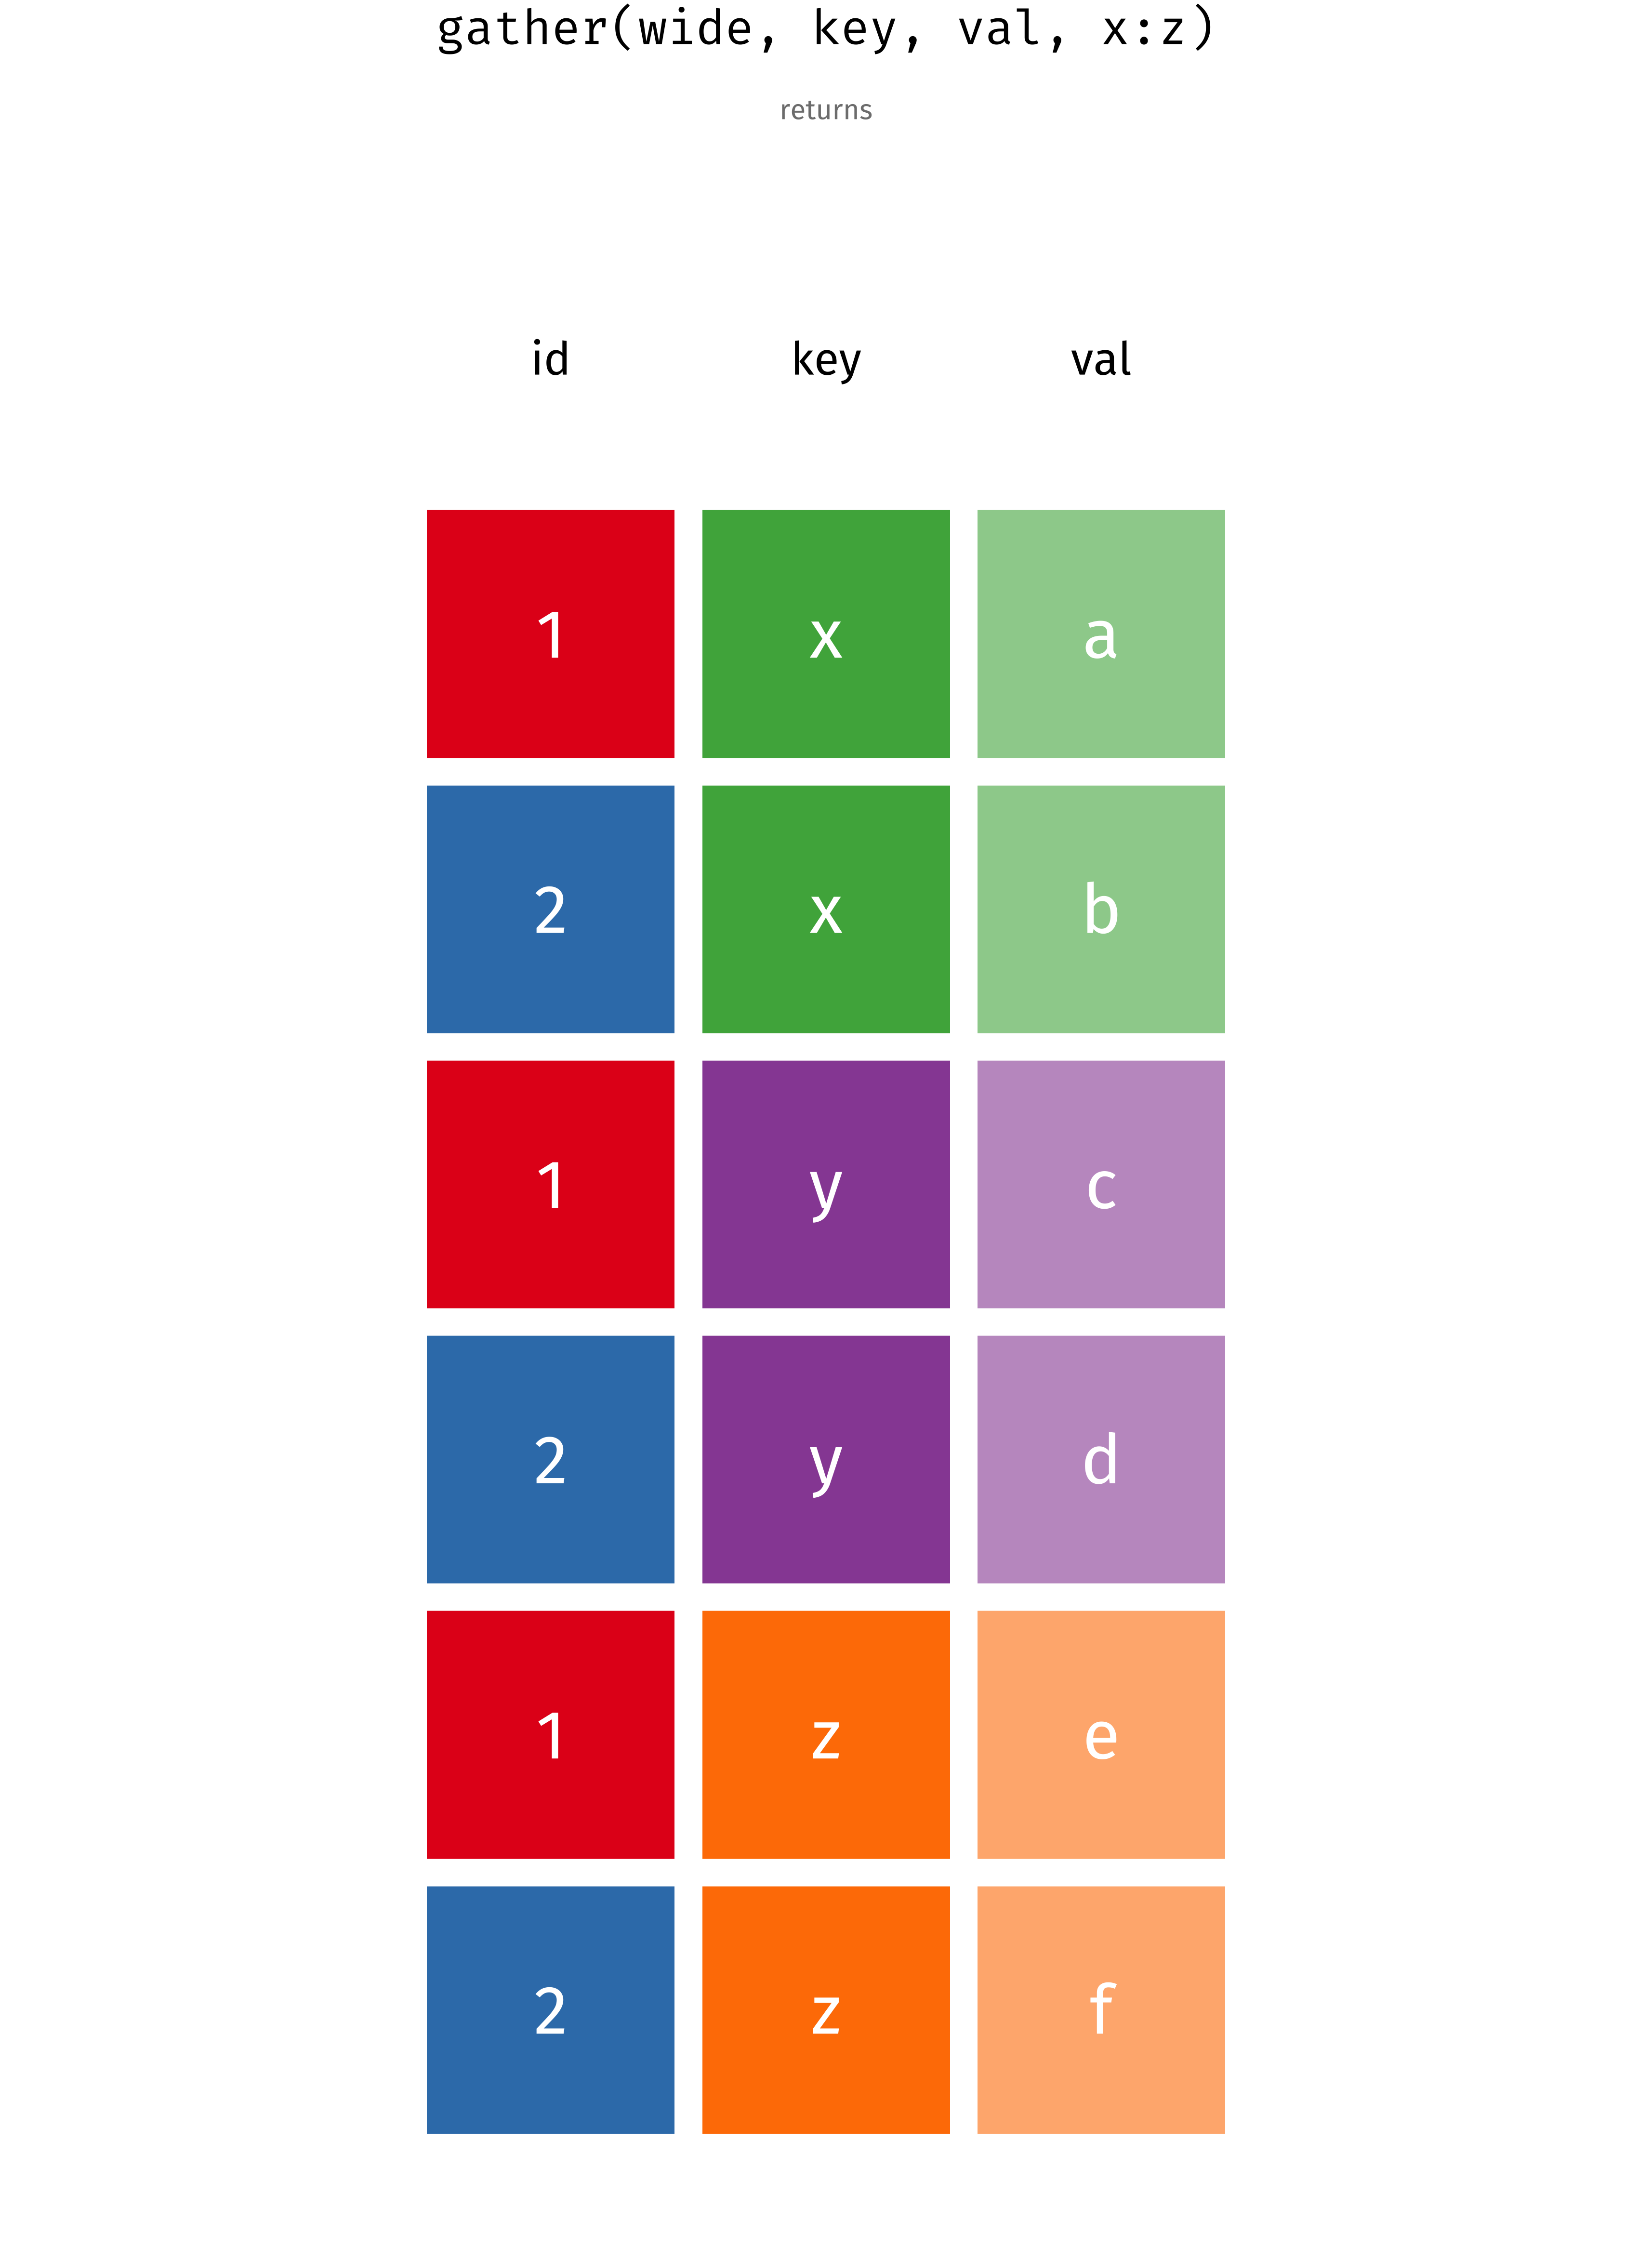 gather(wide, key, val, x:z)
returns
id key val
1 x a
2 x b
1 y c
2 y d
1 z e
2 z f